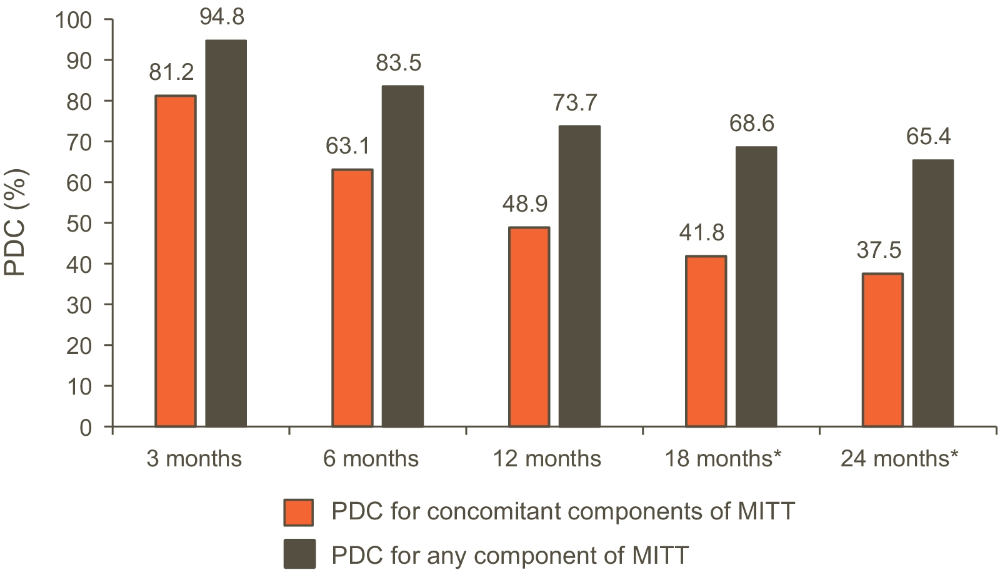 PDC (%)
100
90
80
70
60
50
40
30
20
10
0
81.2
94.8
63.1
83.5
48.9
73.7
41.8
68.6
37.5
65.4
3 months
6 months
12 months
18 months*
24 months*
PDC for concomitant components of MITT
PDC for any component of MITT